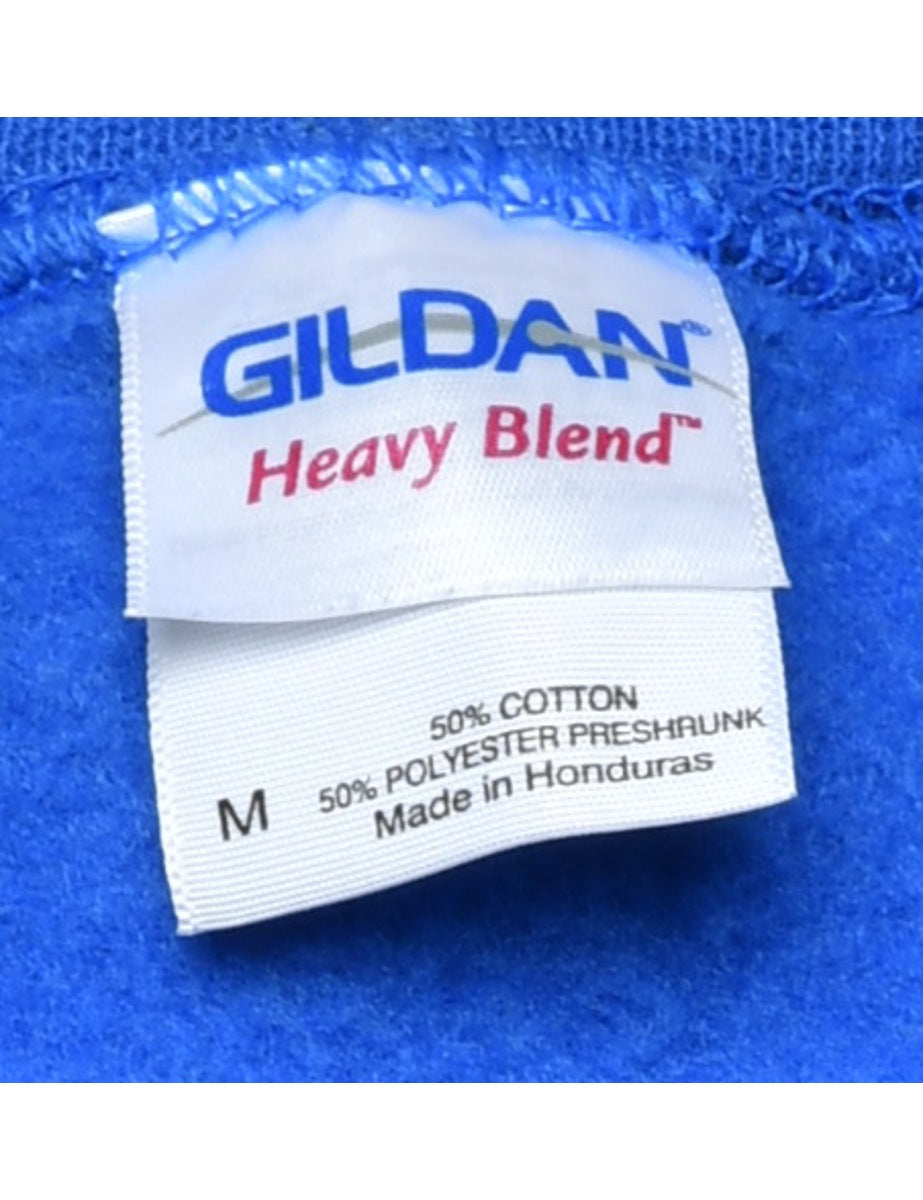 GILDAN®
Heavy Blend™
50% COTTON
50% POLYESTER PRESHRUNK
M
Made in Honduras